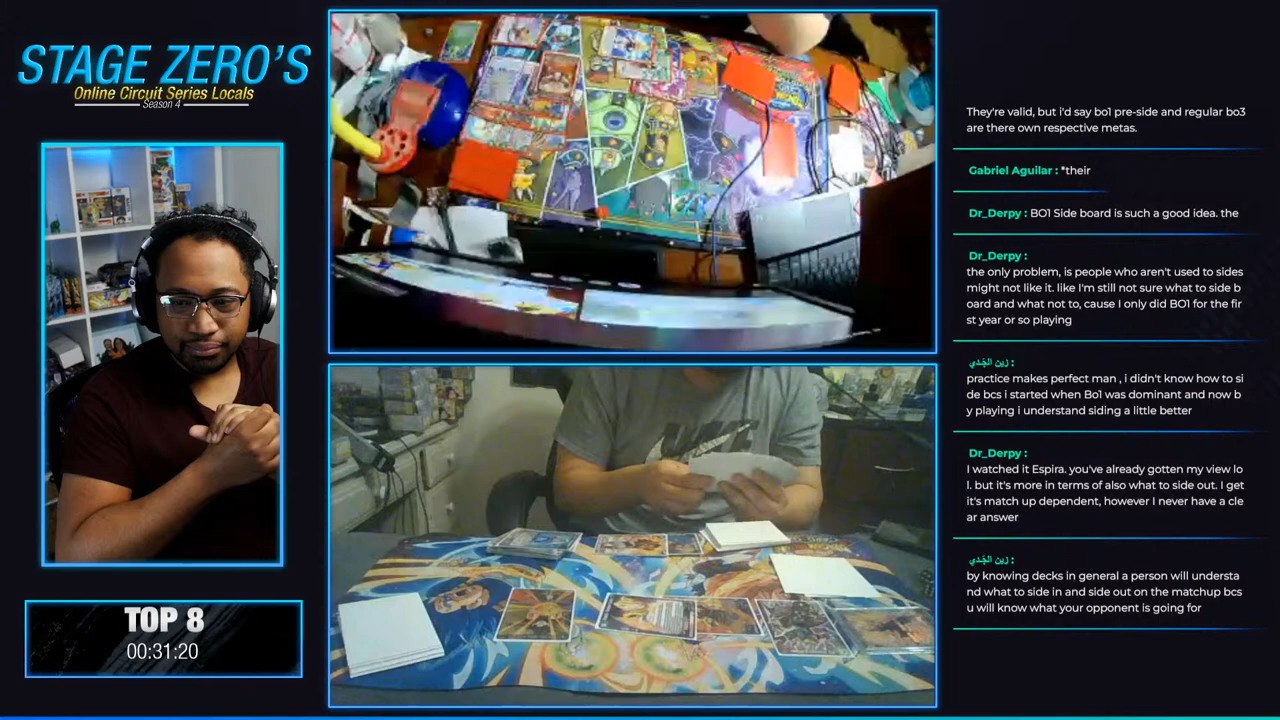 STAGE ZERO'S
Online Circuit Series Locals
Season 4
TOP 8
00:31:20
They're valid, but i'd say bo1 pre-side and regular bo3
are there own respective metas.
Gabriel Aguilar : *their
Dr_Derpy : BO1 Side board is such a good idea. the
Dr_Derpy :
the only problem, is people who aren't used to sides
might not like it. like I'm still not sure what to side b
oard and what not to, cause I only did BO1 for the fir
st year or so playing
زين الجَدي :
practice makes perfect man , i didn't know how to si
de bcs i started when Bo1 was dominant and now b
y playing i understand siding a little better
Dr_Derpy :
I watched it Espira. you've already gotten my view lo
l. but it's more in terms of also what to side out. I get
it's match up dependent, however I never have a cle
ar answer
زين الجَدي :
by knowing decks in general a person will understa
nd what to side in and side out on the matchup bcs
u will know what your opponent is going for